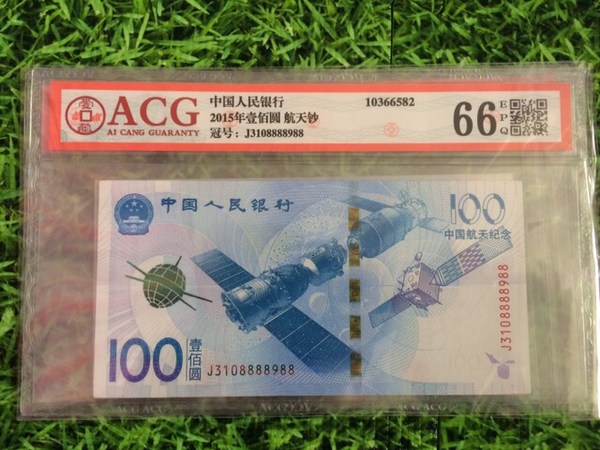 ACG
AI CANG GUARANTY
中国人民银行
10366582
2015年壹佰圆 航天钞
冠号：J3108888988
66
EPQ
中国人民银行
100
中国航天纪念
J3108888988
100
壹佰圆
J3108888988
ACG ACG